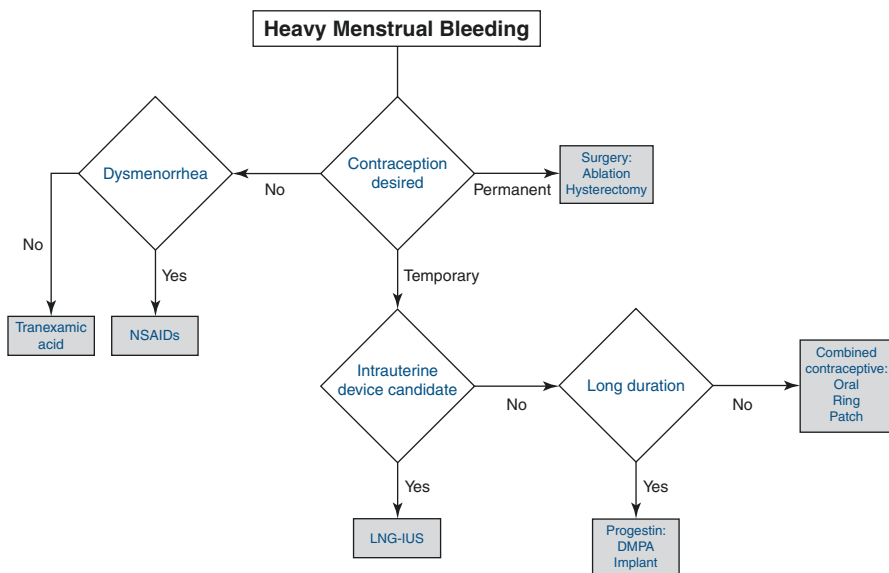 Heavy Menstrual Bleeding
Dysmenorrhea
No
Contraception
desired
Permanent
Surgery:
Ablation
Hysterectomy
No
Yes
Temporary
Tranexamic
acid
NSAIDs
Intrauterine
device candidate
No
Long duration
No
Combined
contraceptive:
Oral
Ring
Patch
Yes
Yes
LNG-IUS
Progestin:
DMPA
Implant